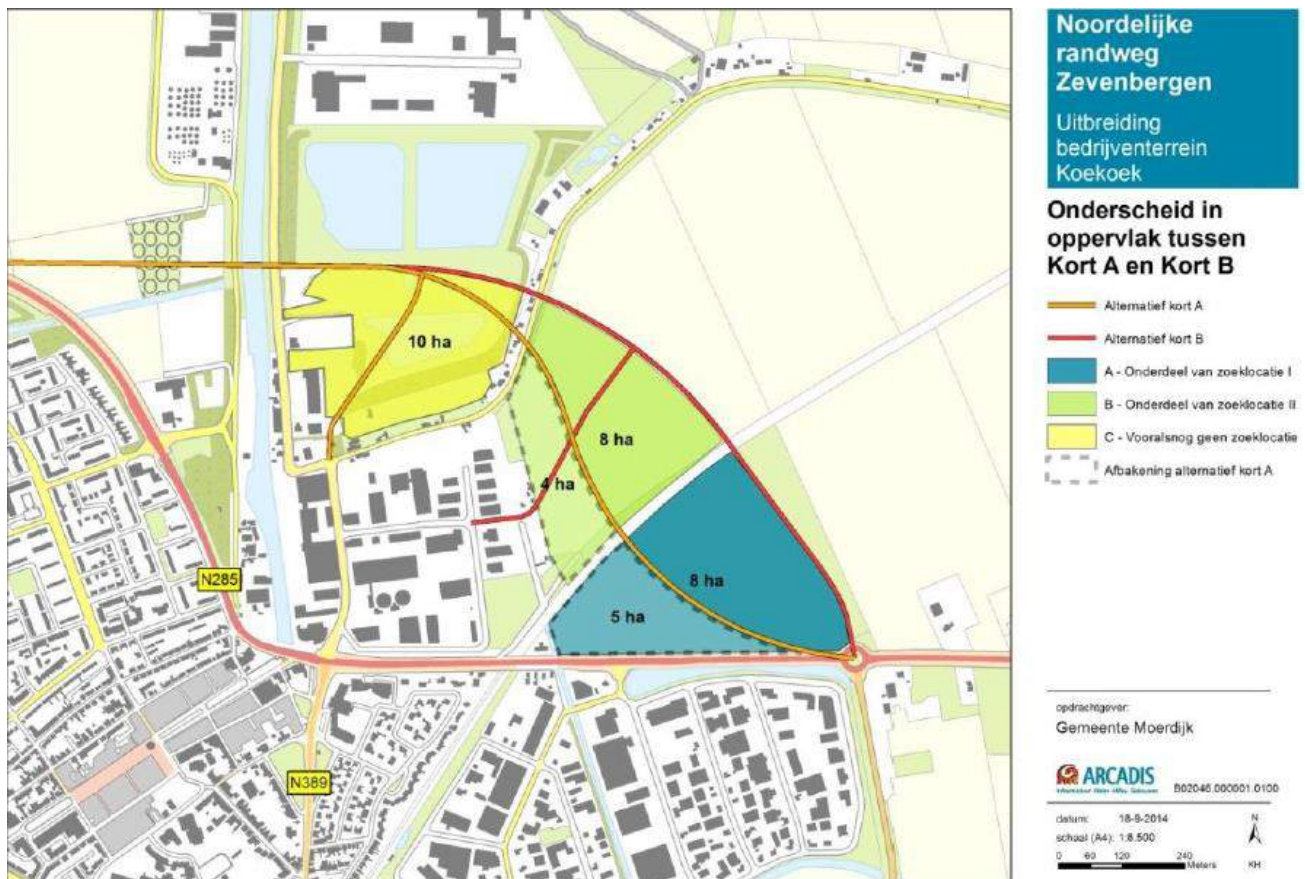 10 ha
8 ha
4 ha
8 ha
5 ha
N285
N389
Noordelijke
randweg
Zevenbergen
Uitbreiding
bedrijventerrein
Koekoek
Onderscheid in
oppervlak tussen
Kort A en Kort B
Alternatief kort A
Alternatief kort B
A - Onderdeel van zoeklocatie I
B - Onderdeel van zoeklocatie II
C - Vooralsnog geen zoeklocatie
Afbakening alternatief kort A
opdrachtgever:
Gemeente Moerdijk
ARCADIS
B02046.000001.0100
datum: 18-9-2014
schaal (A4): 1:8.500
N
0 60 120 240
Meters
KH